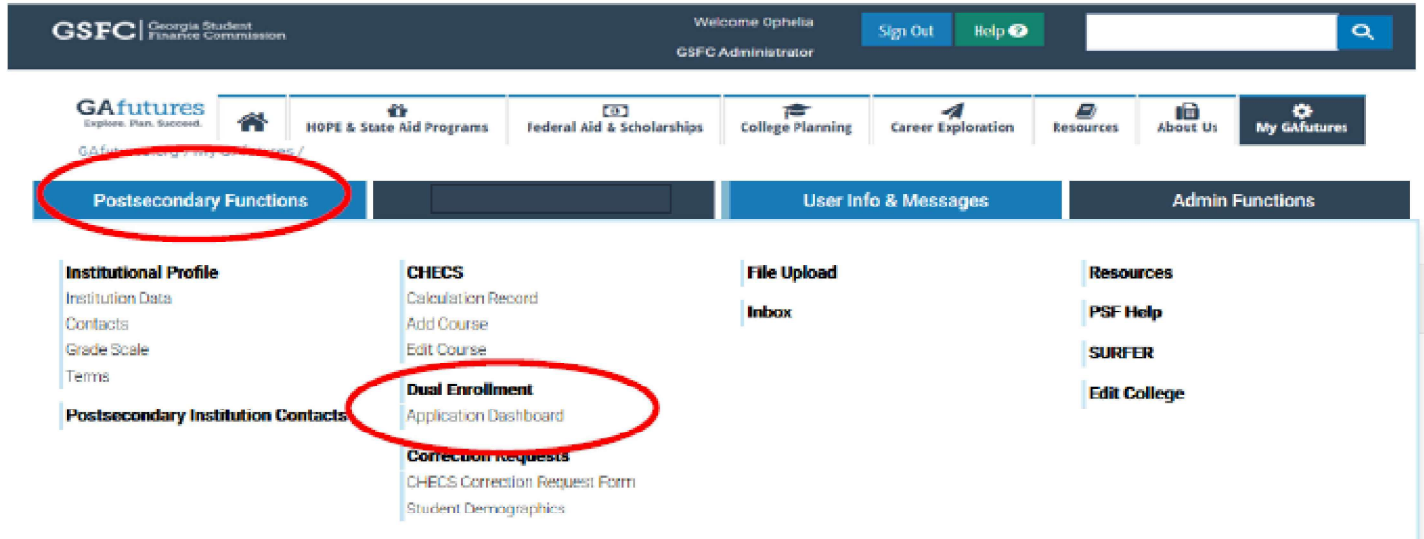 GSFC Georgia Student
Finance Commission
Welcome Ophelia
GSFC Administrator
Sign Out
Help
GAfutures
Explore. Plan. Succeed.
HOPE & State Aid Programs
Federal Aid & Scholarships
College Planning
Career Exploration
Resources
About Us
My GAfutures
GAfutures.org / My GAfutures /
Postsecondary Functions
User Info & Messages
Admin Functions
Institutional Profile
Institution Data
Contacts
Grade Scale
Terms
Postsecondary Institution Contacts
CHECS
Calculation Record
Add Course
Edit Course
Dual Enrollment
Application Dashboard
Correction Requests
CHECS Correction Request Form
Student Demographics
File Upload
Inbox
Resources
PSF Help
SURFER
Edit College